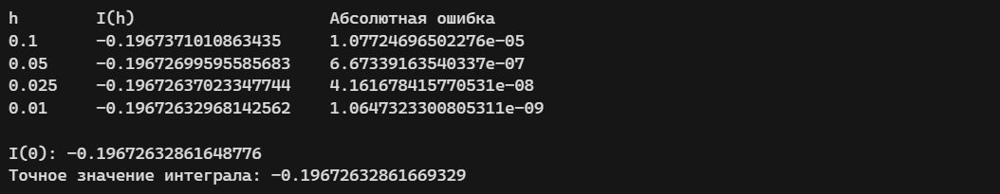 h I(h) Абсолютная ошибка
0.1 -0.1967371010863435 1.07724696502276e-05
0.05 -0.19672699595585683 6.67339163540337e-07
0.025 -0.19672637023347744 4.161678415770531e-08
0.01 -0.19672632968142562 1.0647323300805311e-09
I(0): -0.19672632861648776
Точное значение интеграла: -0.19672632861669329